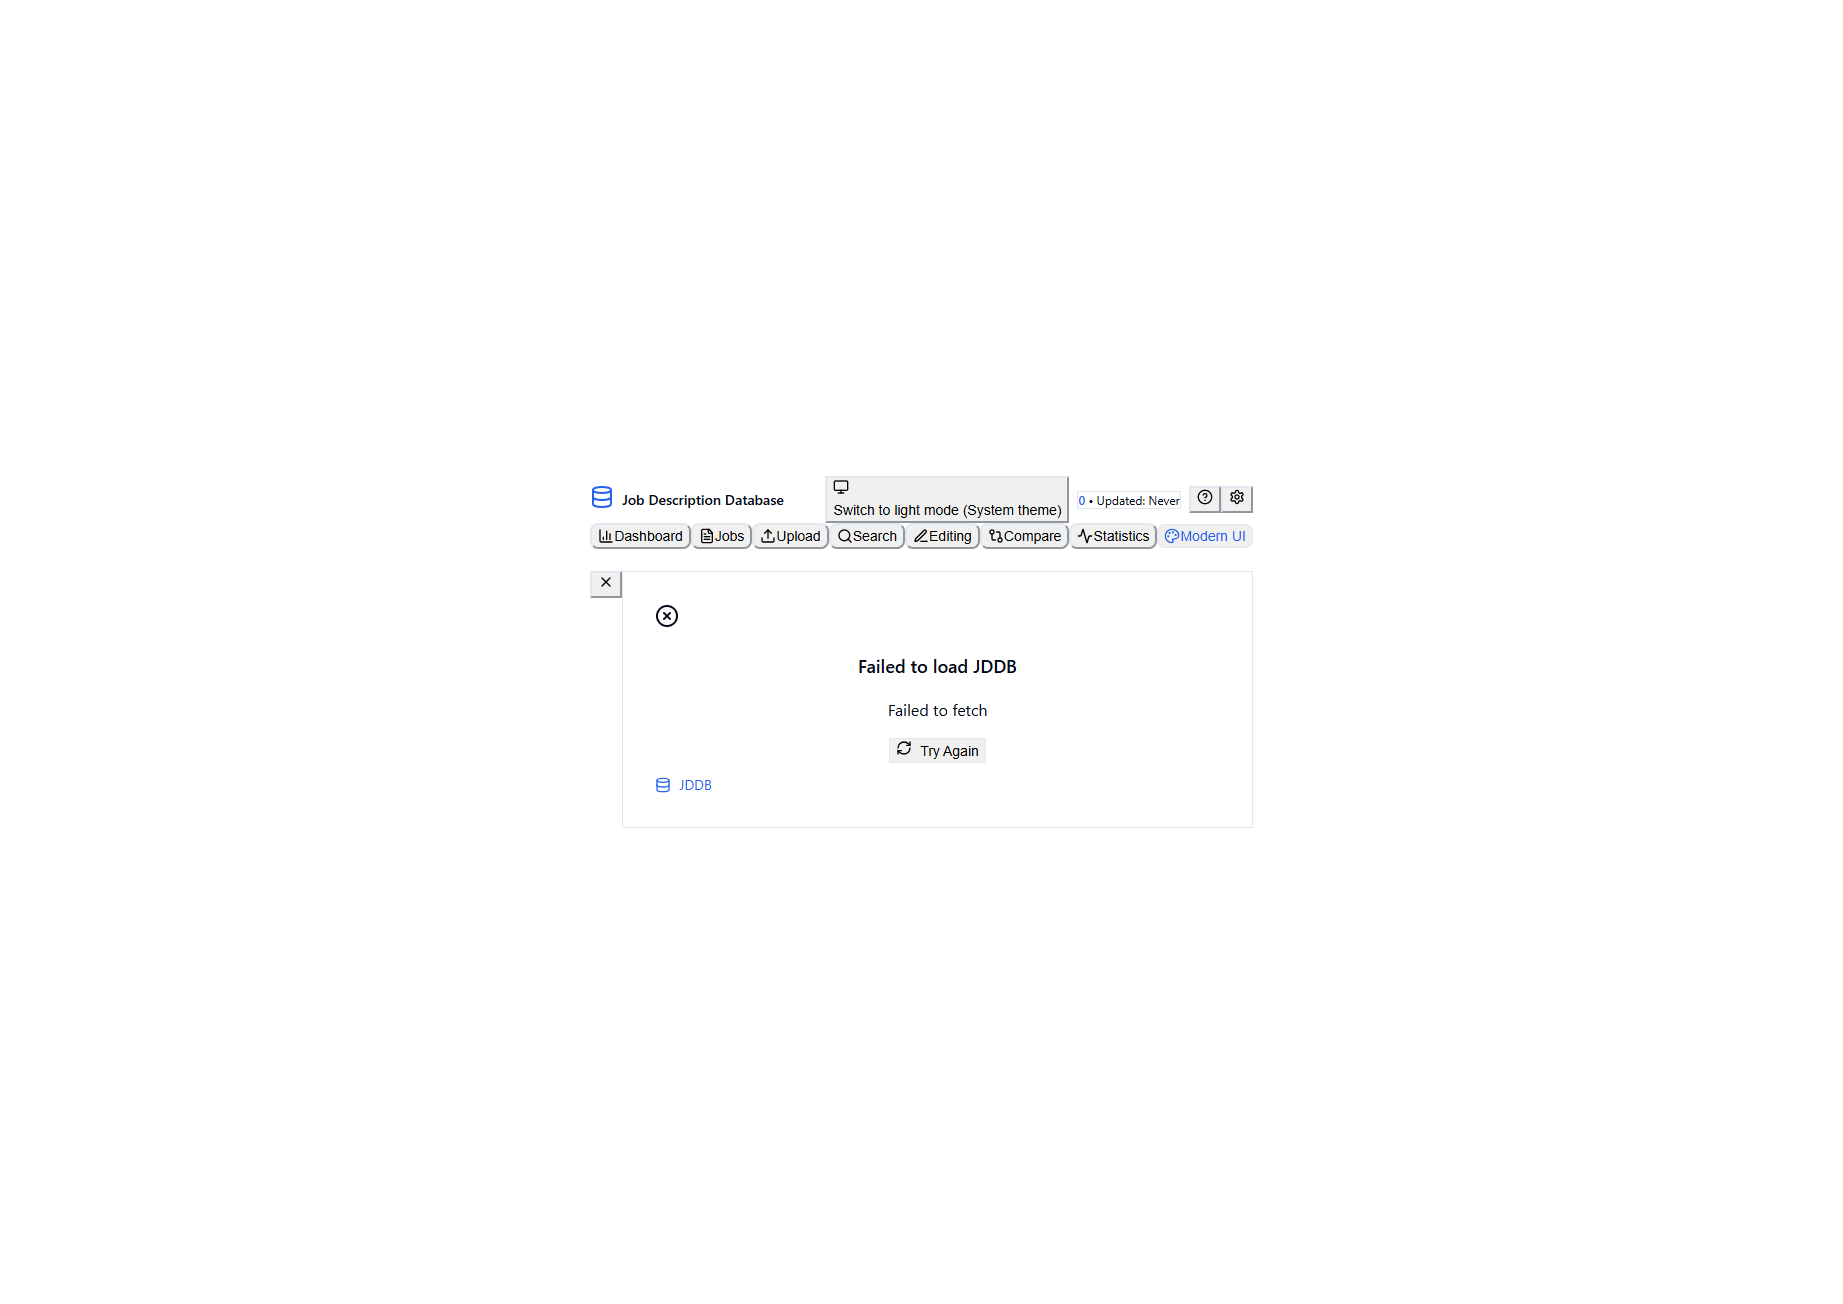 Job Description Database
Switch to light mode (System theme)
0 • Updated: Never
Dashboard Jobs Upload Search Editing Compare Statistics Modern UI
Failed to load JDDB
Failed to fetch
Try Again
JDDB